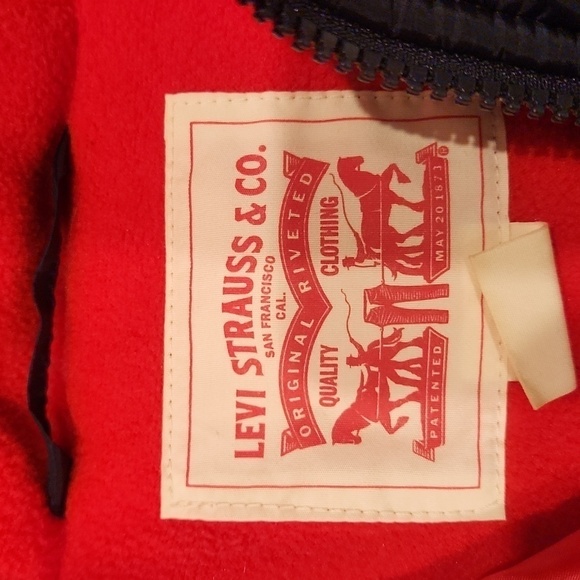 LEVI STRAUSS & CO.
SAN FRANCISCO
CAL.
ORIGINAL RIVETED
QUALITY CLOTHING
PATENTED MAY 20 1873
®